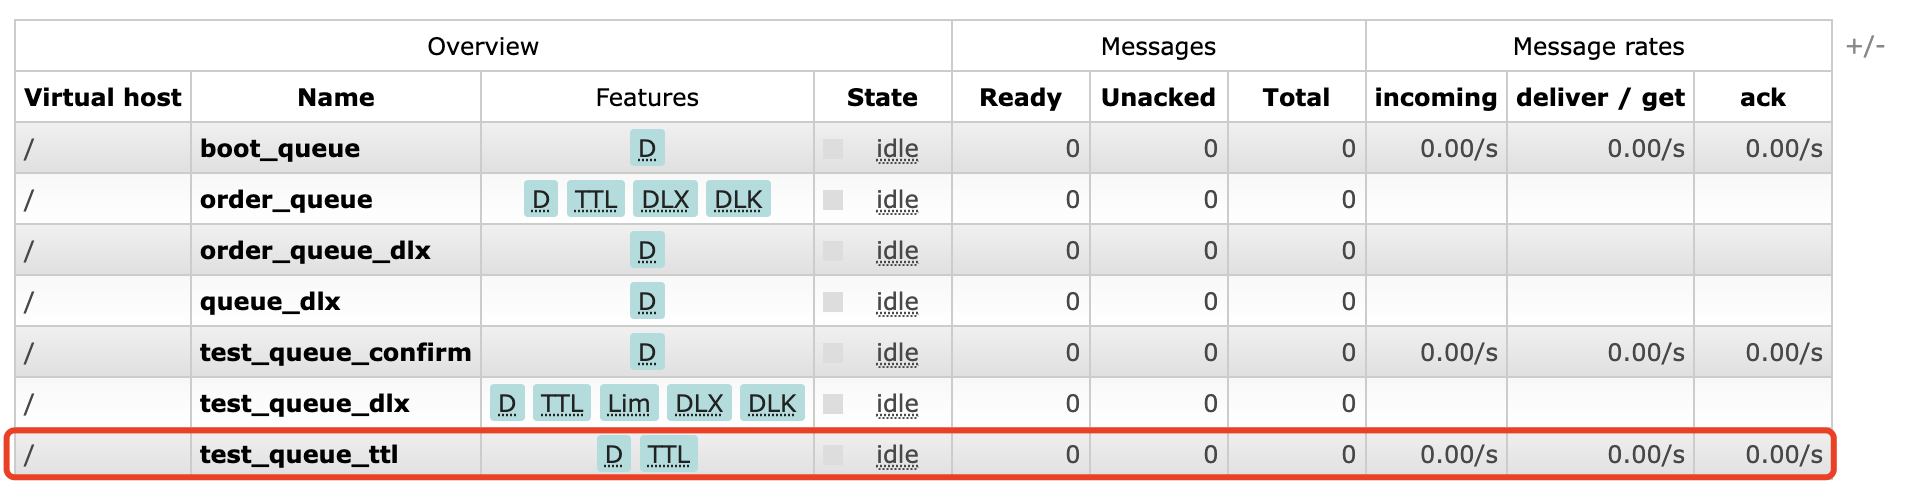 Overview Messages Message rates +/-
Virtual host Name Features State Ready Unacked Total incoming deliver / get ack
/ boot_queue D idle 0 0 0 0.00/s 0.00/s 0.00/s
/ order_queue D TTL DLX DLK idle 0 0 0
/ order_queue_dlx D idle 0 0 0
/ queue_dlx D idle 0 0 0
/ test_queue_confirm D idle 0 0 0 0.00/s 0.00/s 0.00/s
/ test_queue_dlx D TTL Lim DLX DLK idle 0 0 0
/ test_queue_ttl D TTL idle 0 0 0 0.00/s 0.00/s 0.00/s